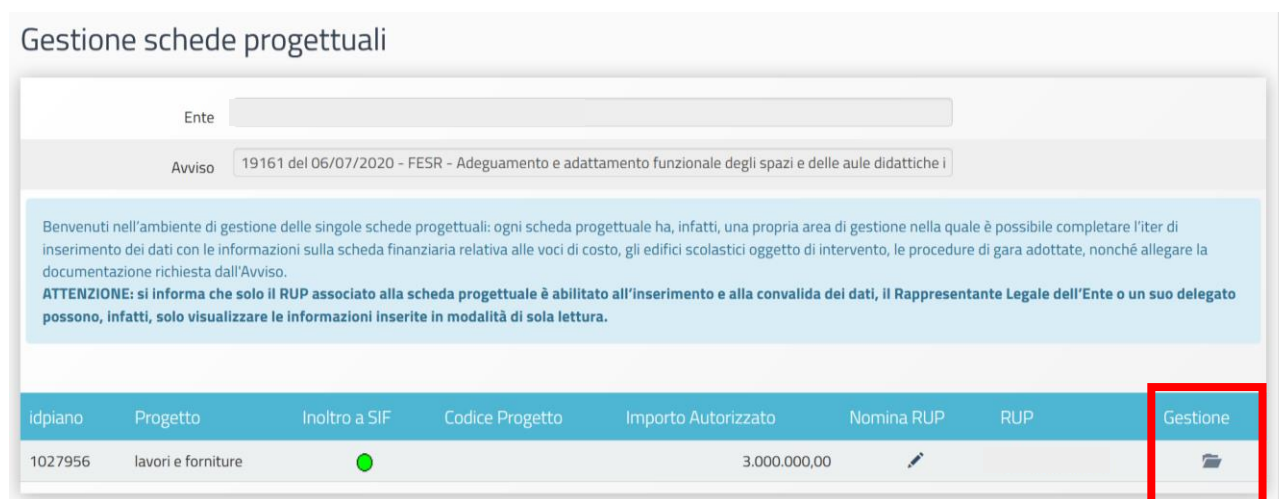 Gestione schede progettuali
Ente
Avviso 19161 del 06/07/2020 - FESR - Adeguamento e adattamento funzionale degli spazi e delle aule didattiche i
Benvenuti nell'ambiente di gestione delle singole schede progettuali: ogni scheda progettuale ha, infatti, una propria area di gestione nella quale è possibile completare l'iter di
inserimento dei dati con le informazioni sulla scheda finanziaria relativa alle voci di costo, gli edifici scolastici oggetto di intervento, le procedure di gara adottate, nonché allegare la
documentazione richiesta dall'Avviso.
ATTENZIONE: si informa che solo il RUP associato alla scheda progettuale è abilitato all'inserimento e alla convalida dei dati, il Rappresentante Legale dell'Ente o un suo delegato
possono, infatti, solo visualizzare le informazioni inserite in modalità di sola lettura.
idpiano Progetto Inoltro a SIF Codice Progetto Importo Autorizzato Nomina RUP RUP Gestione
1027956 lavori e forniture 3.000.000,00